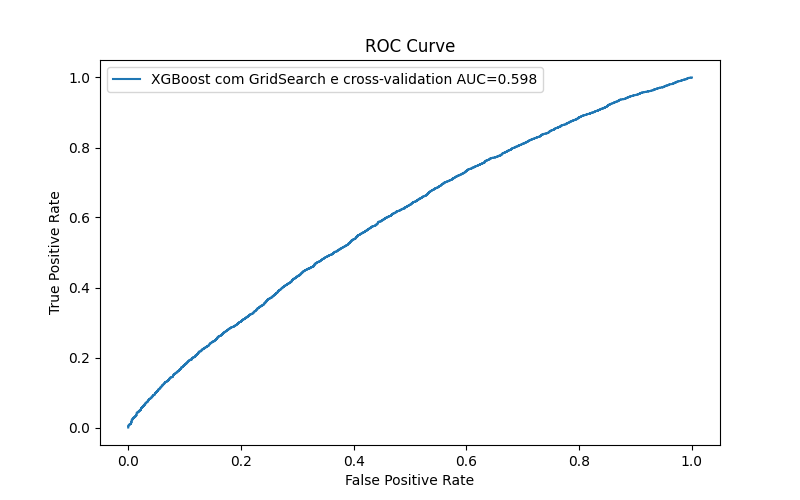 ROC Curve
XGBoost com GridSearch e cross-validation AUC=0.598
1.0
0.8
0.6
0.4
0.2
0.0
True Positive Rate
0.0 0.2 0.4 0.6 0.8 1.0
False Positive Rate